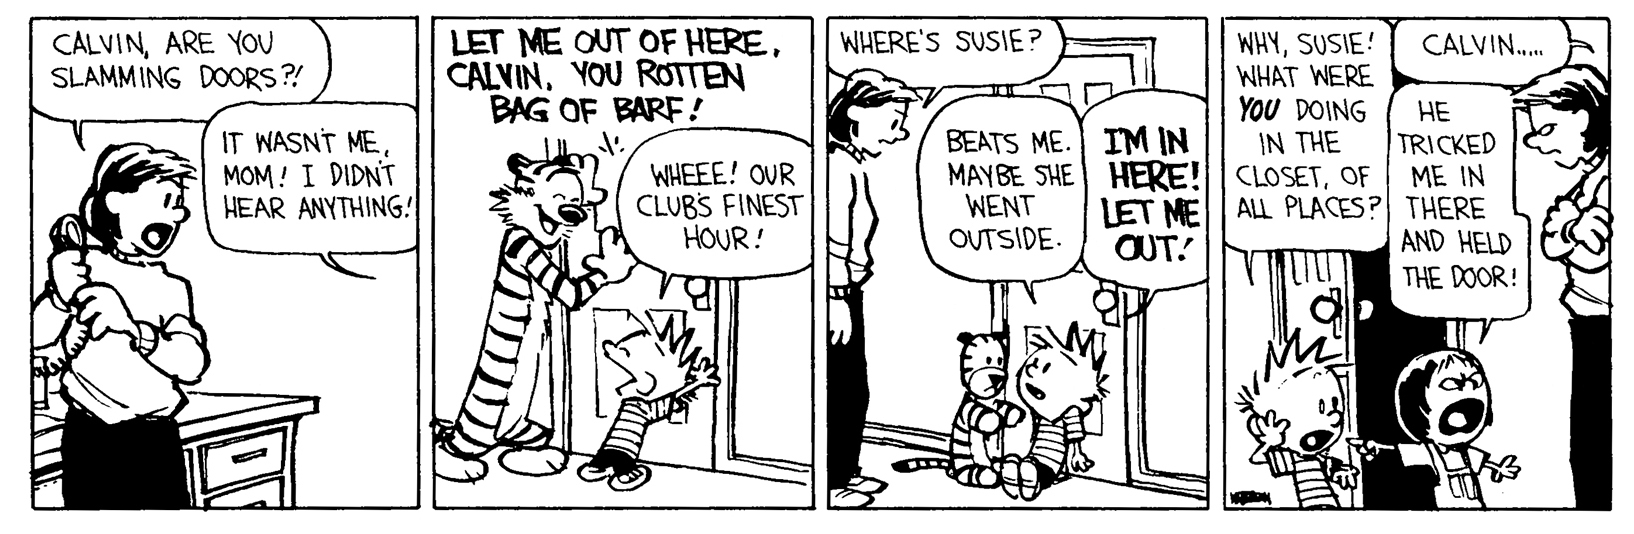 CALVIN, ARE YOU
SLAMMING DOORS?!
IT WASN'T ME,
MOM! I DIDN'T
HEAR ANYTHING!
LET ME OUT OF HERE,
CALVIN, YOU ROTTEN
BAG OF BARF!
WHEEE! OUR
CLUB'S FINEST
HOUR!
WHERE'S SUSIE?
BEATS ME.
MAYBE SHE
WENT
OUTSIDE.
I'M IN
HERE!
LET ME
OUT!
WHY, SUSIE!
WHAT WERE
YOU DOING
IN THE
CLOSET, OF
ALL PLACES?
CALVIN.....
HE
TRICKED
ME IN
THERE
AND HELD
THE DOOR!